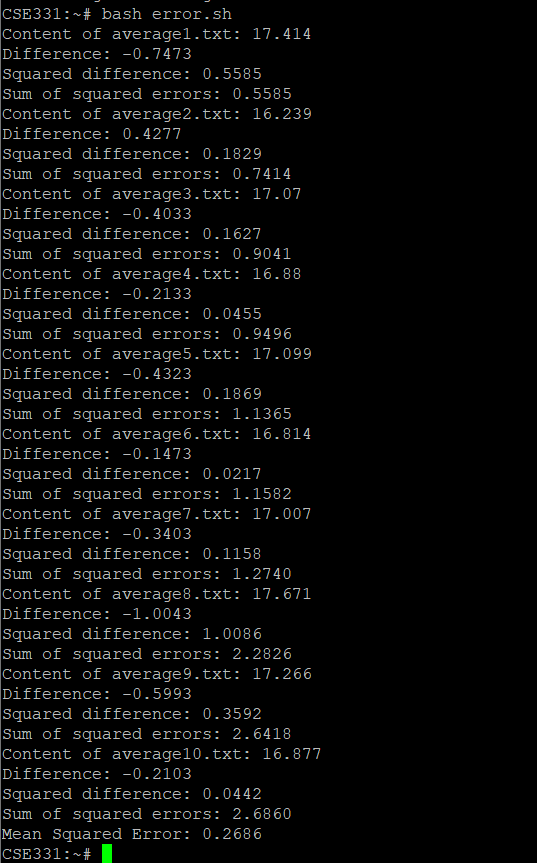 CSE331:~# bash error.sh
Content of average1.txt: 17.414
Difference: -0.7473
Squared difference: 0.5585
Sum of squared errors: 0.5585
Content of average2.txt: 16.239
Difference: 0.4277
Squared difference: 0.1829
Sum of squared errors: 0.7414
Content of average3.txt: 17.07
Difference: -0.4033
Squared difference: 0.1627
Sum of squared errors: 0.9041
Content of average4.txt: 16.88
Difference: -0.2133
Squared difference: 0.0455
Sum of squared errors: 0.9496
Content of average5.txt: 17.099
Difference: -0.4323
Squared difference: 0.1869
Sum of squared errors: 1.1365
Content of average6.txt: 16.814
Difference: -0.1473
Squared difference: 0.0217
Sum of squared errors: 1.1582
Content of average7.txt: 17.007
Difference: -0.3403
Squared difference: 0.1158
Sum of squared errors: 1.2740
Content of average8.txt: 17.671
Difference: -1.0043
Squared difference: 1.0086
Sum of squared errors: 2.2826
Content of average9.txt: 17.266
Difference: -0.5993
Squared difference: 0.3592
Sum of squared errors: 2.6418
Content of average10.txt: 16.877
Difference: -0.2103
Squared difference: 0.0442
Sum of squared errors: 2.6860
Mean Squared Error: 0.2686
CSE331:~#